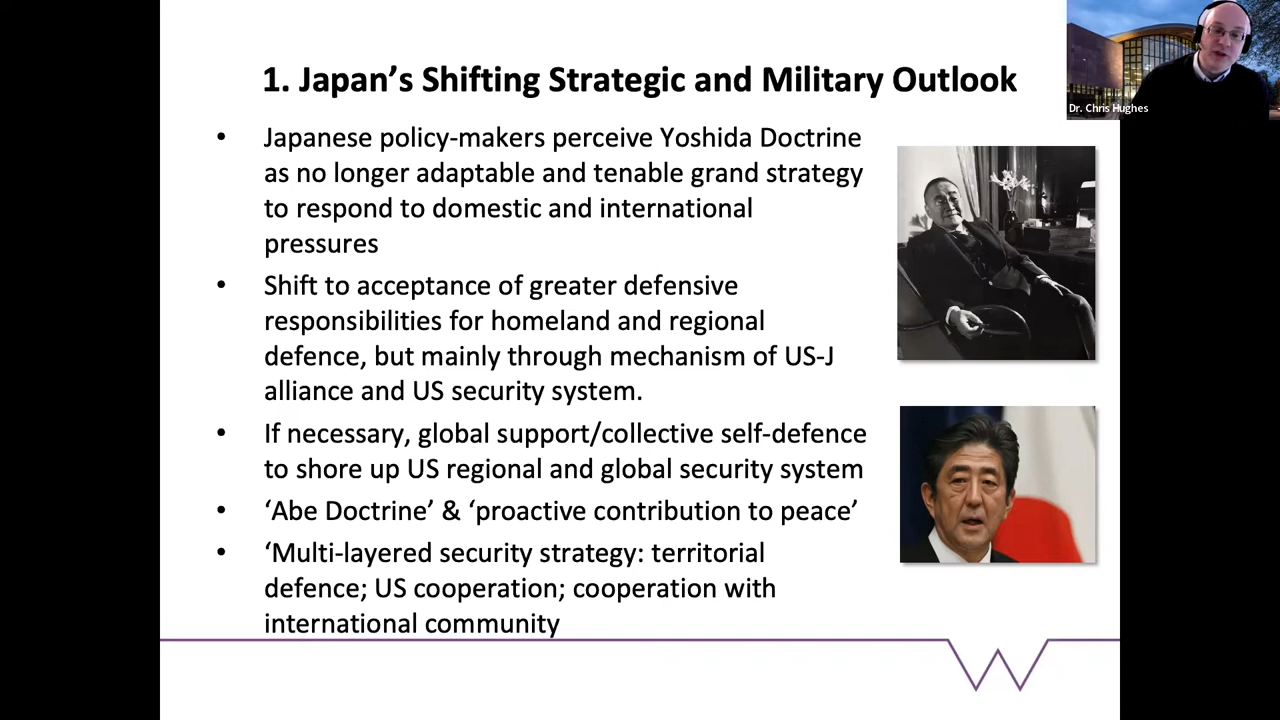 1. Japan's Shifting Strategic and Military Outlook
Dr. Chris Hughes
• Japanese policy-makers perceive Yoshida Doctrine
as no longer adaptable and tenable grand strategy
to respond to domestic and international
pressures
• Shift to acceptance of greater defensive
responsibilities for homeland and regional
defence, but mainly through mechanism of US-J
alliance and US security system.
• If necessary, global support/collective self-defence
to shore up US regional and global security system
• ‘Abe Doctrine’ & ‘proactive contribution to peace’
• ‘Multi-layered security strategy: territorial
defence; US cooperation; cooperation with
international community